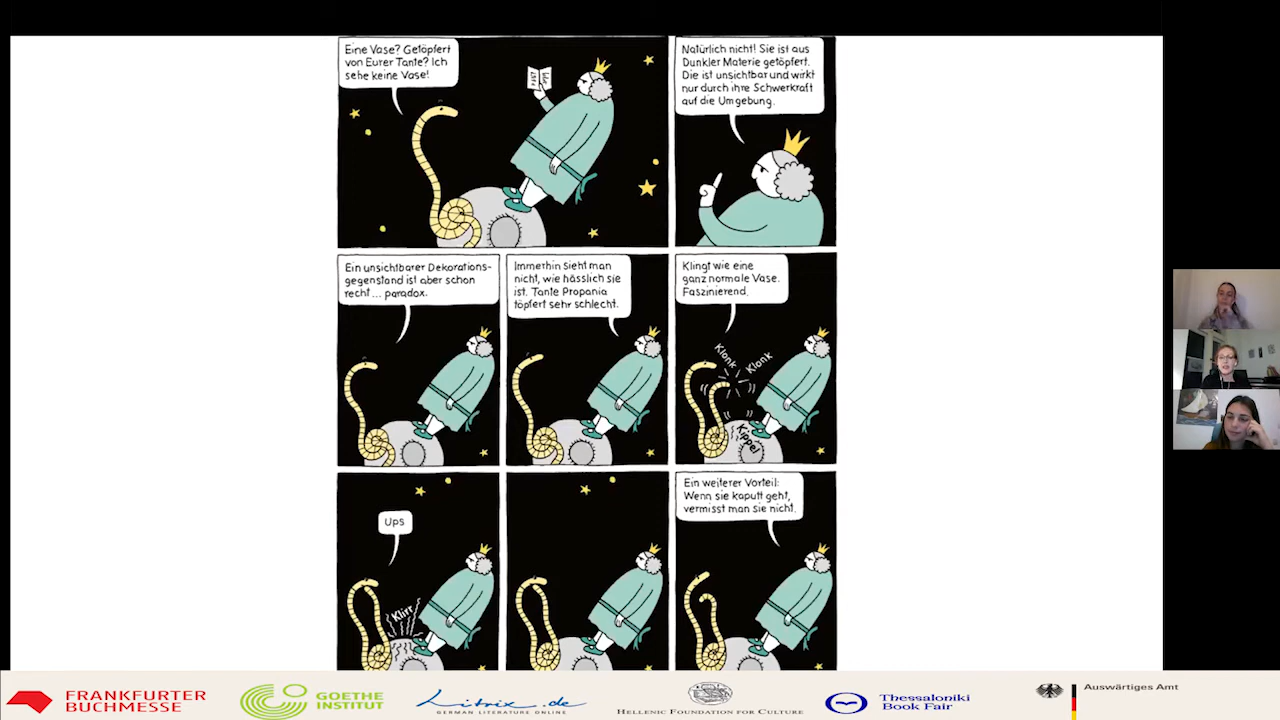 Eine Vase? Getöpfert
von Eurer Tante? Ich
sehe keine Vase!
Natürlich nicht! Sie ist aus
Dunkler Materie getöpfert.
Die ist unsichtbar und wirkt
nur durch ihre Schwerkraft
auf die Umgebung.
Ein unsichtbarer Dekorations-
gegenstand ist aber schon
recht... paradox.
Immerhin sieht man
nicht, wie hässlich sie
ist. Tante Propania
töpfert sehr schlecht.
Klingt wie eine
ganz normale Vase.
Faszinierend.
Klonk
Klonk
Kippel
Ups
Klirr
Ein weiterer Vorteil:
Wenn sie kaputt geht,
vermisst man sie nicht.
FRANKFURTER
BUCHMESSE
GOETHE
INSTITUT
Litrix.de
GERMAN LITERATURE ONLINE
HELLENIC FOUNDATION FOR CULTURE
Thessaloniki
Book Fair
Auswärtiges Amt